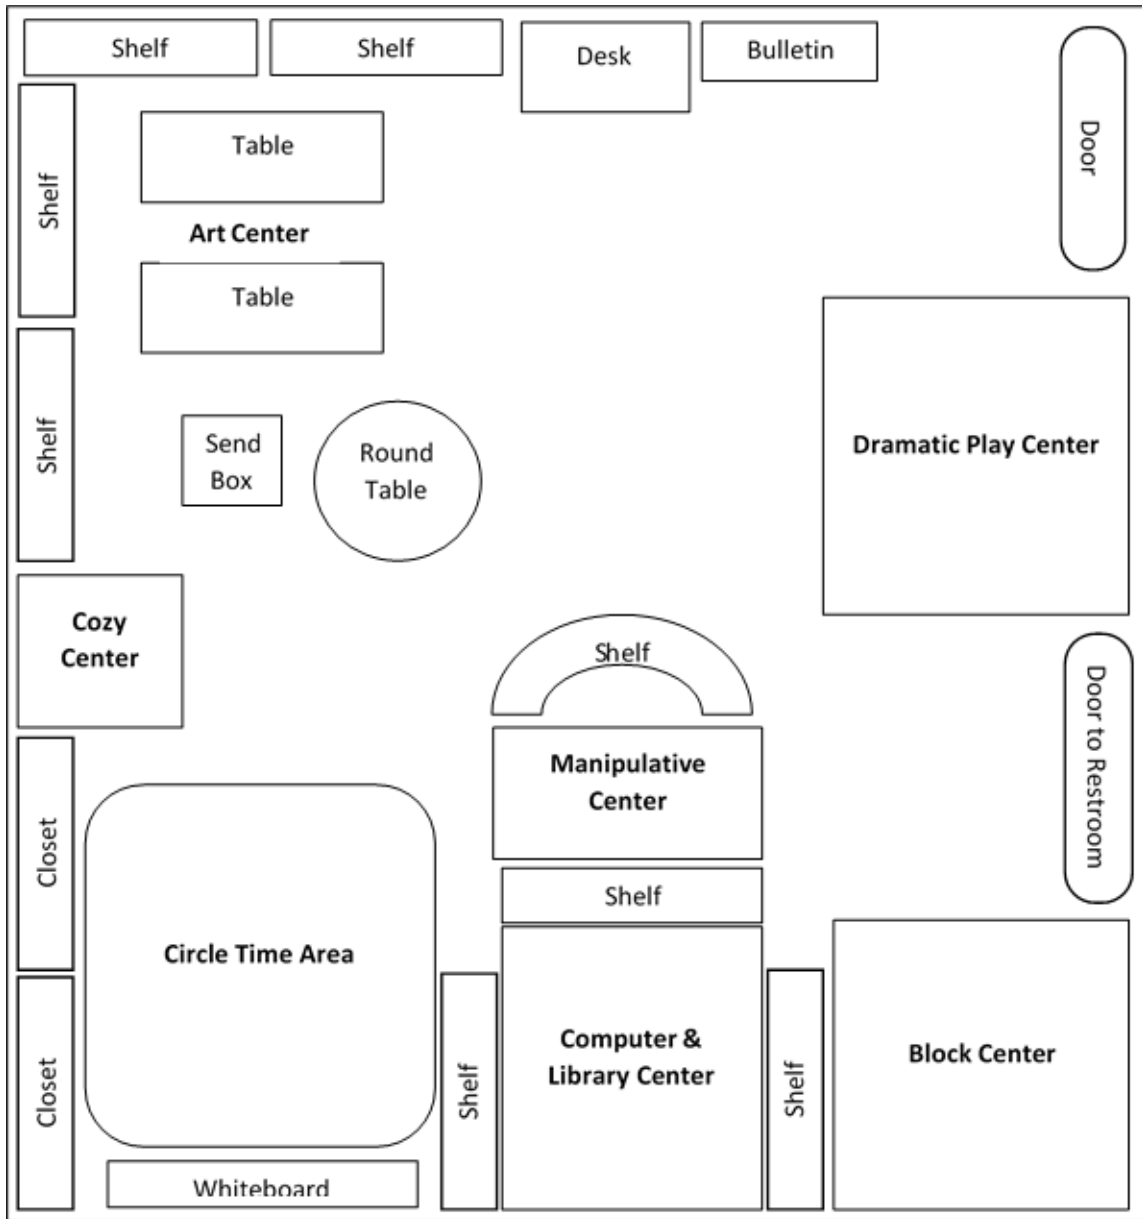 Shelf
Shelf
Desk
Bulletin
Door
Shelf
Table
Art Center
Table
Shelf
Send
Box
Round
Table
Dramatic Play Center
Cozy
Center
Shelf
Door to Restroom
Manipulative
Center
Closet
Shelf
Circle Time Area
Computer &
Library Center
Block Center
Closet
Shelf
Shelf
Whiteboard